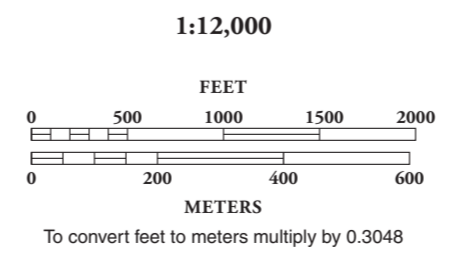 1:12,000
FEET
0 500 1000 1500 2000
0 200 400 600
METERS
To convert feet to meters multiply by 0.3048